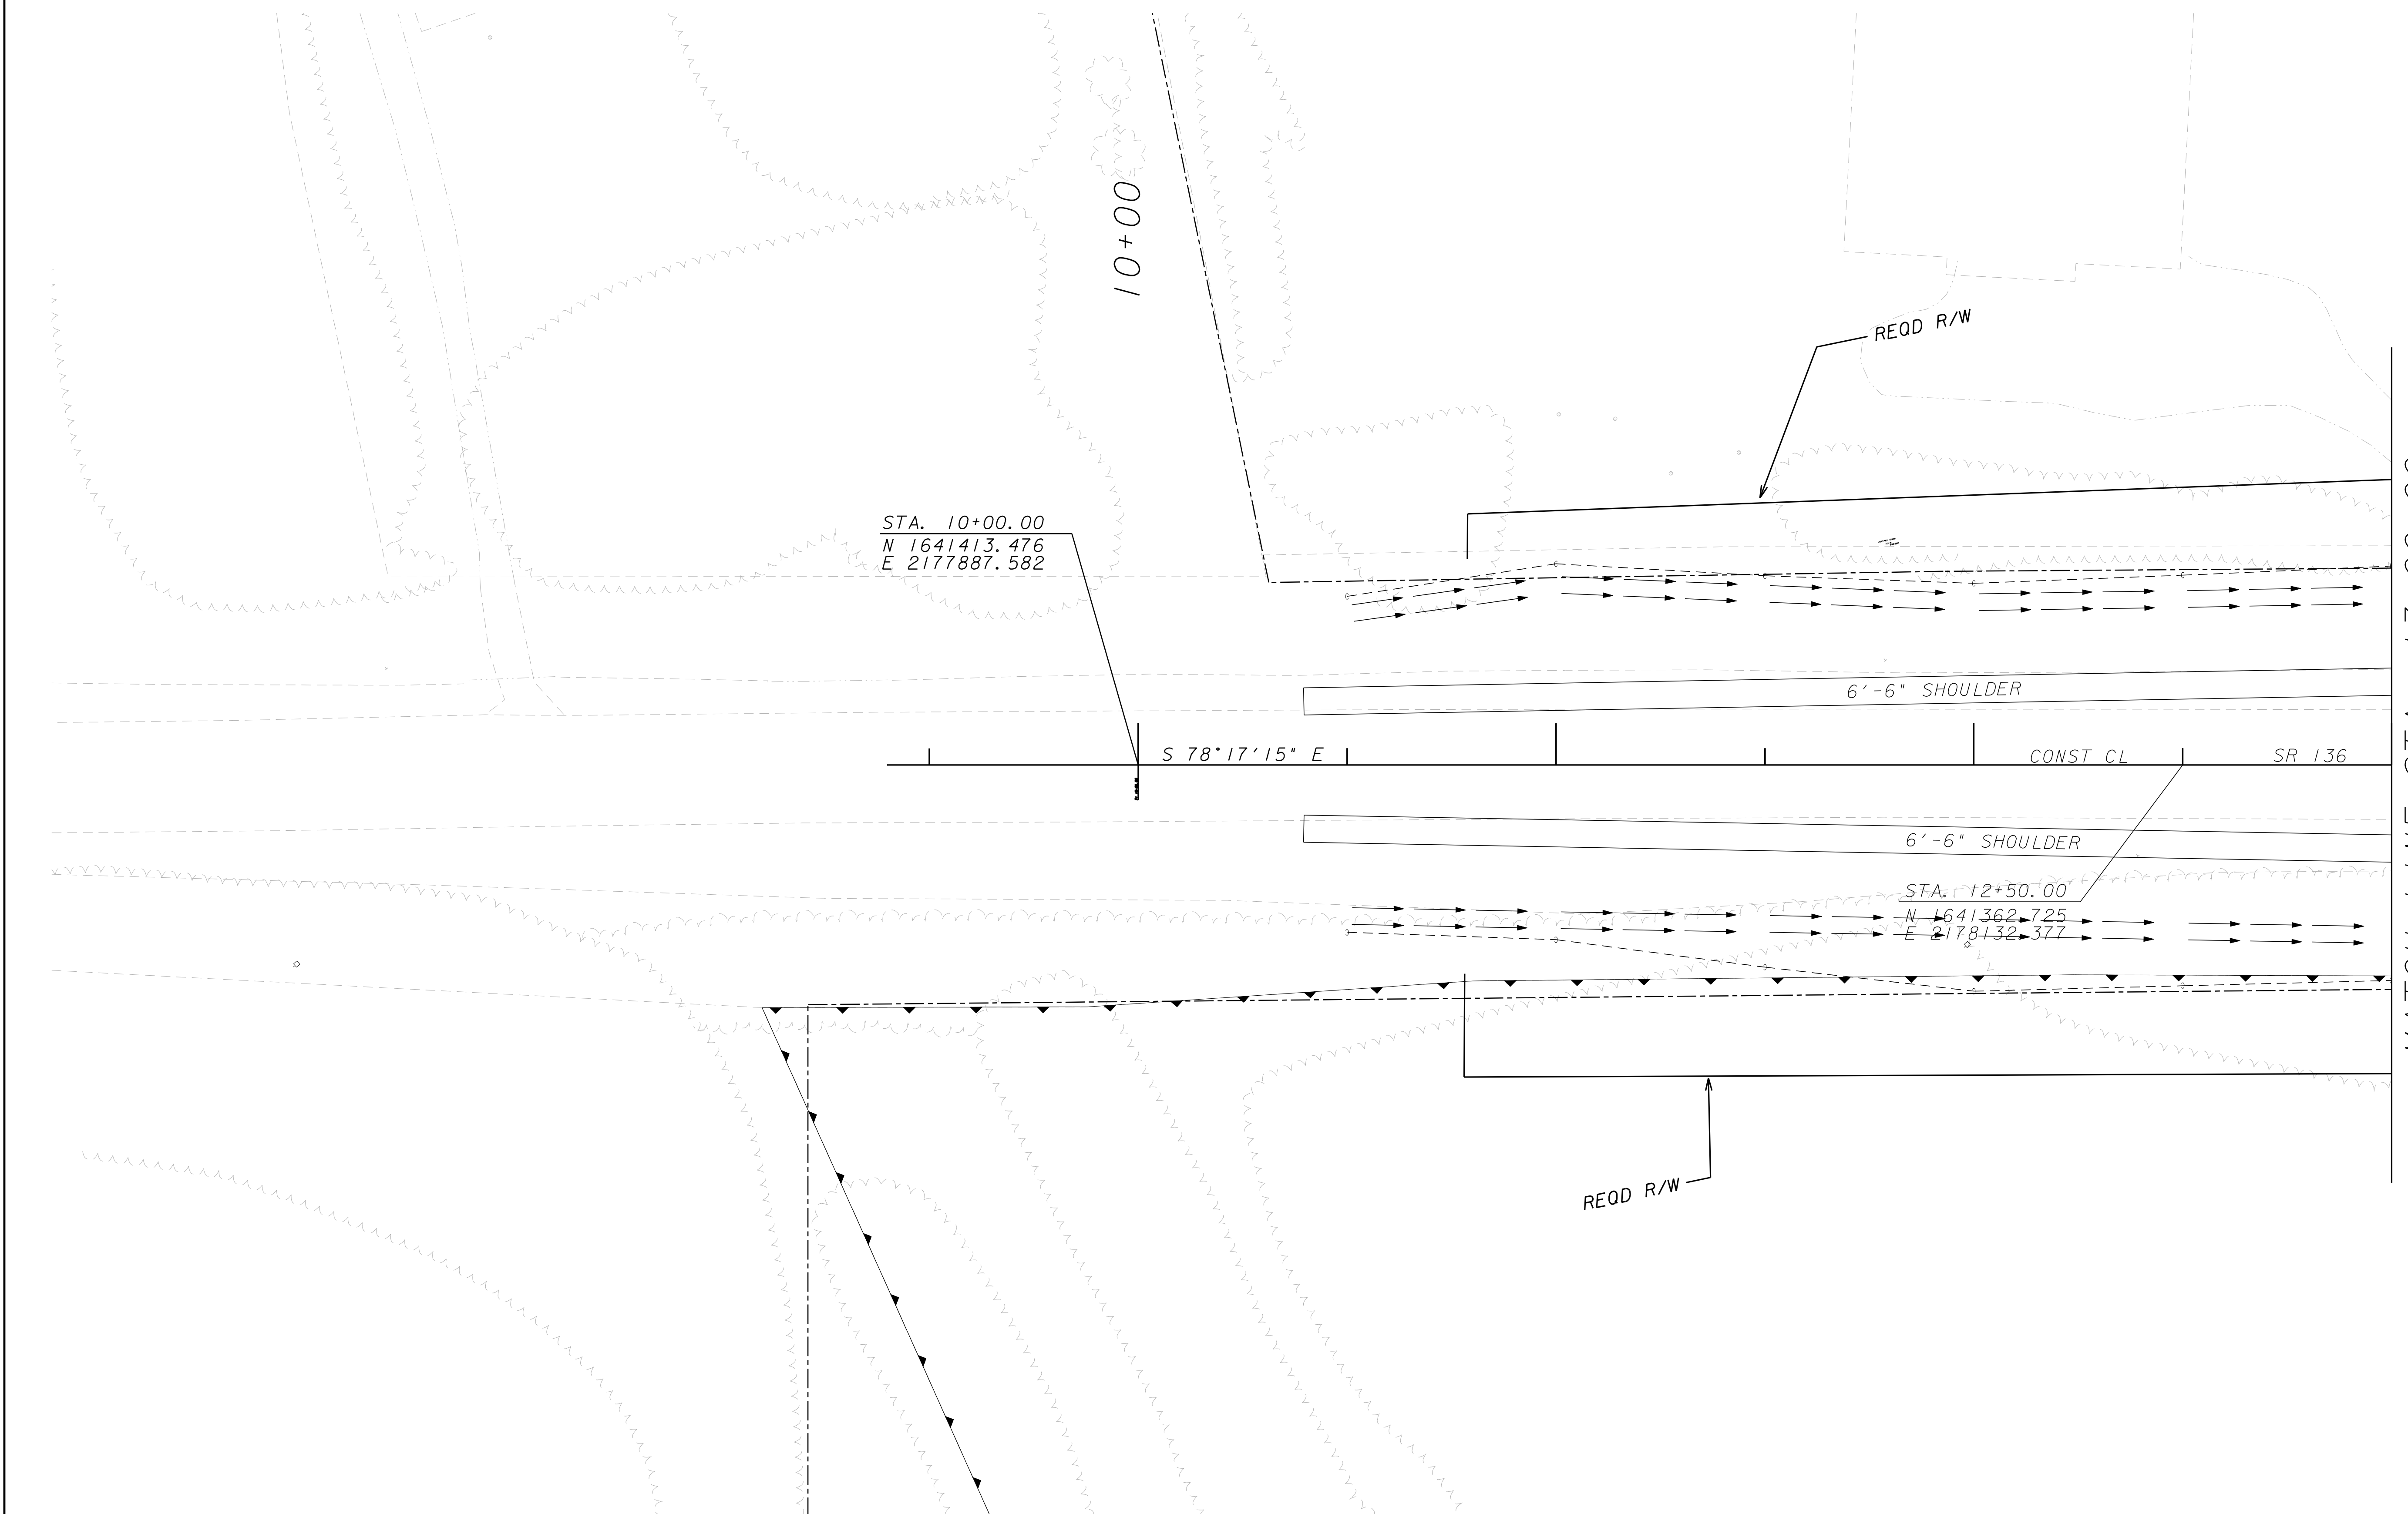 10+00
REQD R/W
STA. 10+00.00
N 1641413.476
E 2177887.582
6'-6" SHOULDER
S 78°17'15" E
CONST CL
SR 136
6'-6" SHOULDER
STA. 12+50.00
N 1641362.725
E 2178132.377
REQD R/W